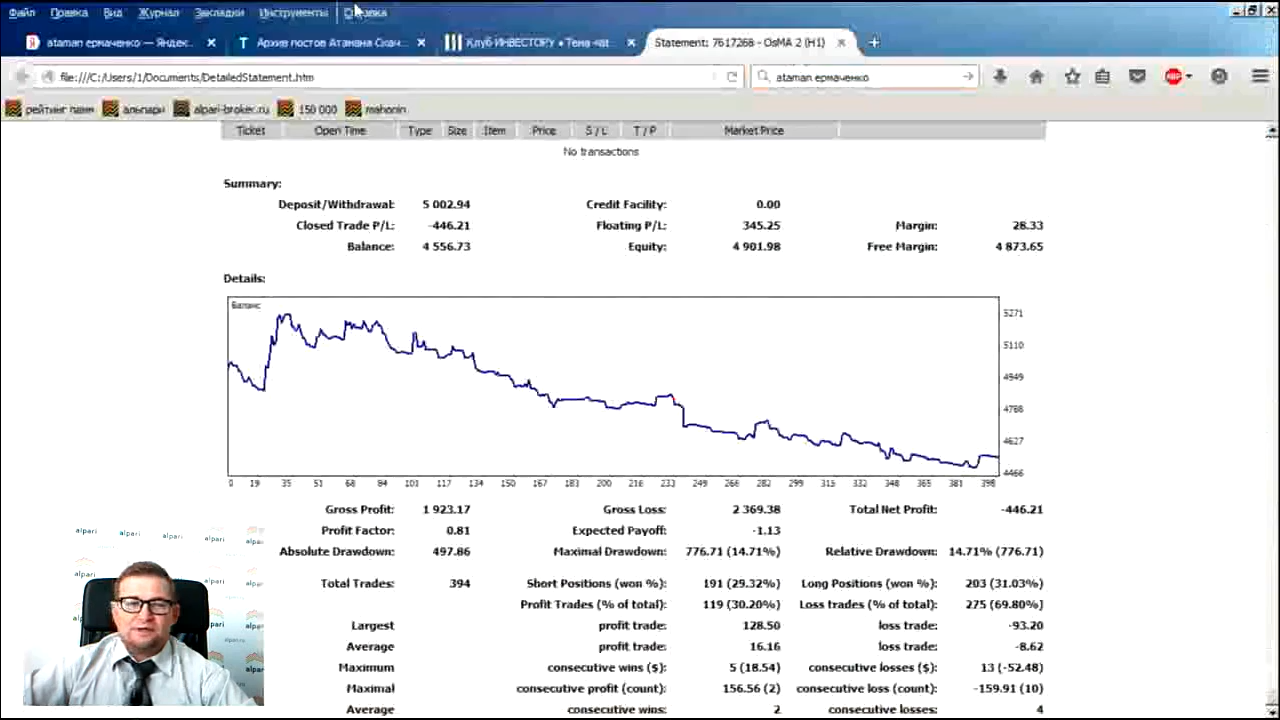 Файл Правка Вид Журнал Закладки Инструменты Справка
ataman ермаченко — Яндек... × Архив постов Атамана Скач... × Клуб ИНВЕСТОРУ • Тема чат × Statement: 7617268 - OsMA 2 (H1) × +
file:///C:/Users/1/Documents/DetailedStatement.htm ataman ермаченко
рейтинг памм альпари alpari-broker.ru 150 000 mahonin
Ticket Open Time Type Size Item Price S / L T / P Market Price
No transactions
Summary:
Deposit/Withdrawal: 5 002.94 Credit Facility: 0.00
Closed Trade P/L: -446.21 Floating P/L: 345.25 Margin: 28.33
Balance: 4 556.73 Equity: 4 901.98 Free Margin: 4 873.65
Details:
Баланс
5271
5110
4949
4788
4627
4466
0 19 35 51 68 84 101 117 134 150 167 183 200 216 233 249 266 282 299 315 332 348 365 381 398
Gross Profit: 1 923.17 Gross Loss: 2 369.38 Total Net Profit: -446.21
Profit Factor: 0.81 Expected Payoff: -1.13
Absolute Drawdown: 497.86 Maximal Drawdown: 776.71 (14.71%) Relative Drawdown: 14.71% (776.71)
Total Trades: 394 Short Positions (won %): 191 (29.32%) Long Positions (won %): 203 (31.03%)
Profit Trades (% of total): 119 (30.20%) Loss trades (% of total): 275 (69.80%)
Largest profit trade: 128.50 loss trade: -93.20
Average profit trade: 16.16 loss trade: -8.62
Maximum consecutive wins ($): 5 (18.54) consecutive losses ($): 13 (-52.48)
Maximal consecutive profit (count): 156.56 (2) consecutive loss (count): -159.91 (10)
Average consecutive wins: 2 consecutive losses: 4
alpari alpari alpari alpari